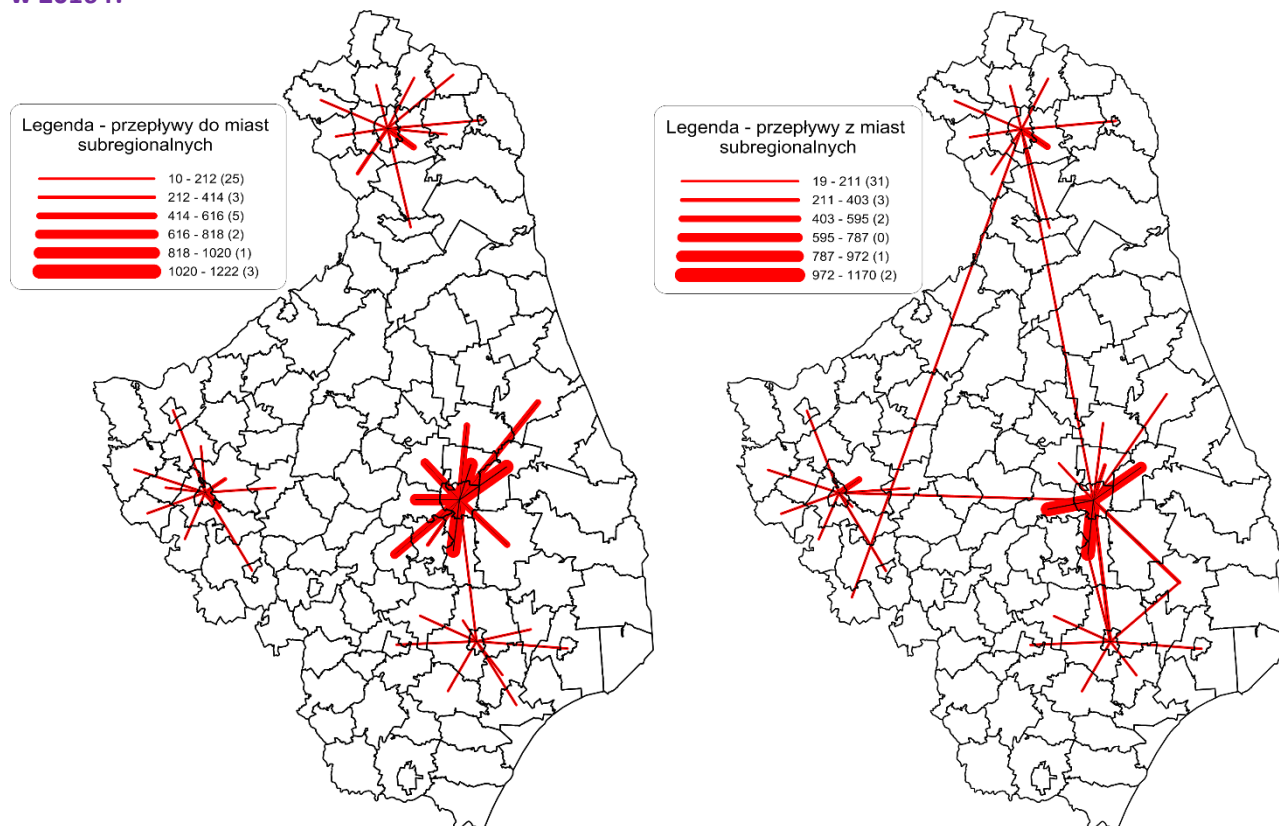 Legenda - przepływy do miast
subregionalnych
10 - 212 (25)
212 - 414 (3)
414 - 616 (5)
616 - 818 (2)
818 - 1020 (1)
1020 - 1222 (3)
Legenda - przepływy z miast
subregionalnych
19 - 211 (31)
211 - 403 (3)
403 - 595 (2)
595 - 787 (0)
787 - 972 (1)
972 - 1170 (2)